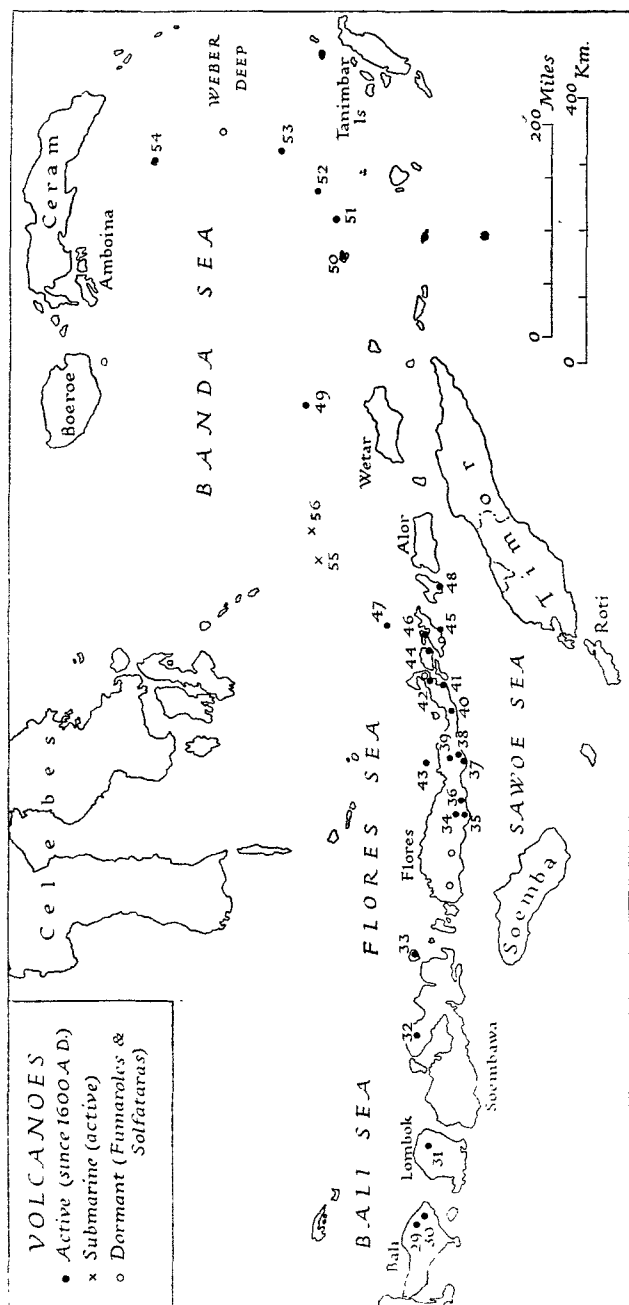 VOLCANOES
● Active (since 1600 A.D.)
× Submarine (active)
○ Dormant (Fumaroles &
Solfatarus)
Celebes
Boeroe
Ceram
Amboina
BANDA SEA
WEBER
DEEP
54
53
52
51
50
49
56
55
47
Tanimbar
Is
BALI SEA
FLORES SEA
Bali
29
30
Lombok
31
32
Soembawa
33
Flores
34
35
36
37
38
39
43
40
41
42
44
46
45
48
Alor
Wetar
Timor
Roti
SAWOE SEA
Soemba
0 200 Miles
0 400 Km.